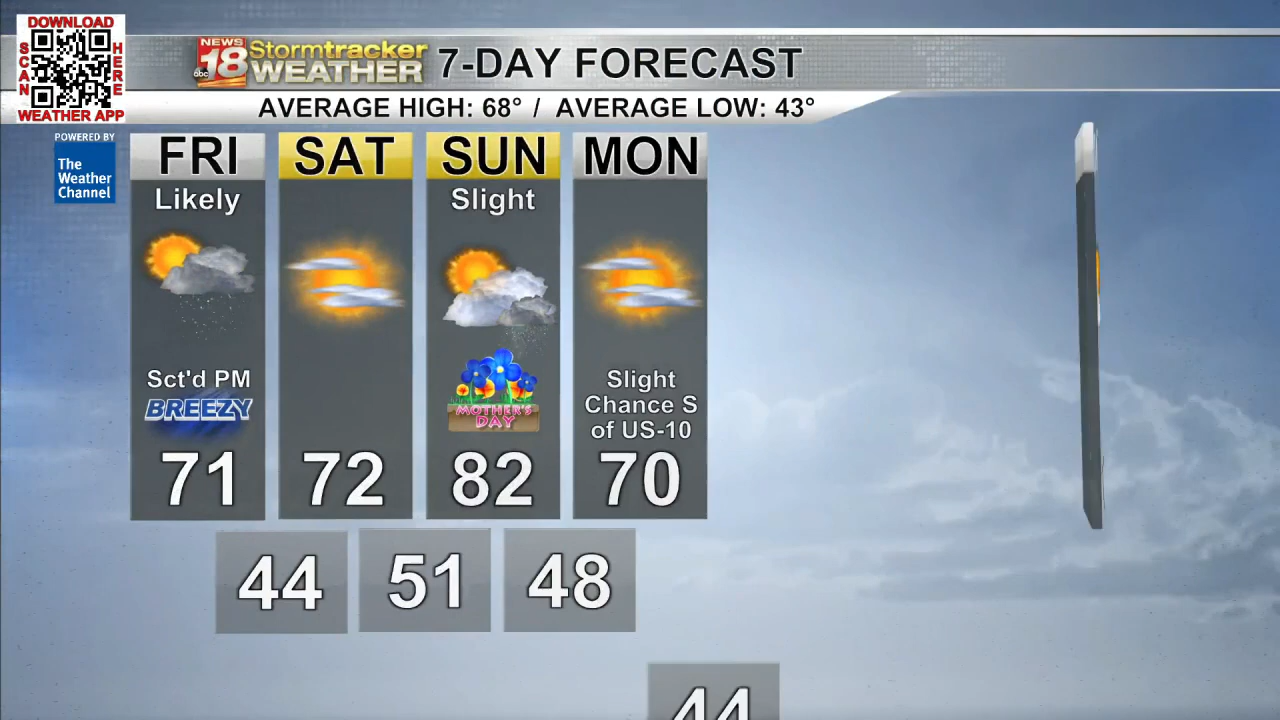 DOWNLOAD
SCAN
HERE
WEATHER APP
NEWS
abc 18
Stormtracker
WEATHER
7-DAY FORECAST
AVERAGE HIGH: 68° / AVERAGE LOW: 43°
POWERED BY
The
Weather
Channel
FRI
Likely
Sct'd PM
BREEZY
71
SAT
72
SUN
Slight
MOTHER'S
DAY
82
MON
Slight
Chance S
of US-10
70
44
51
48
44